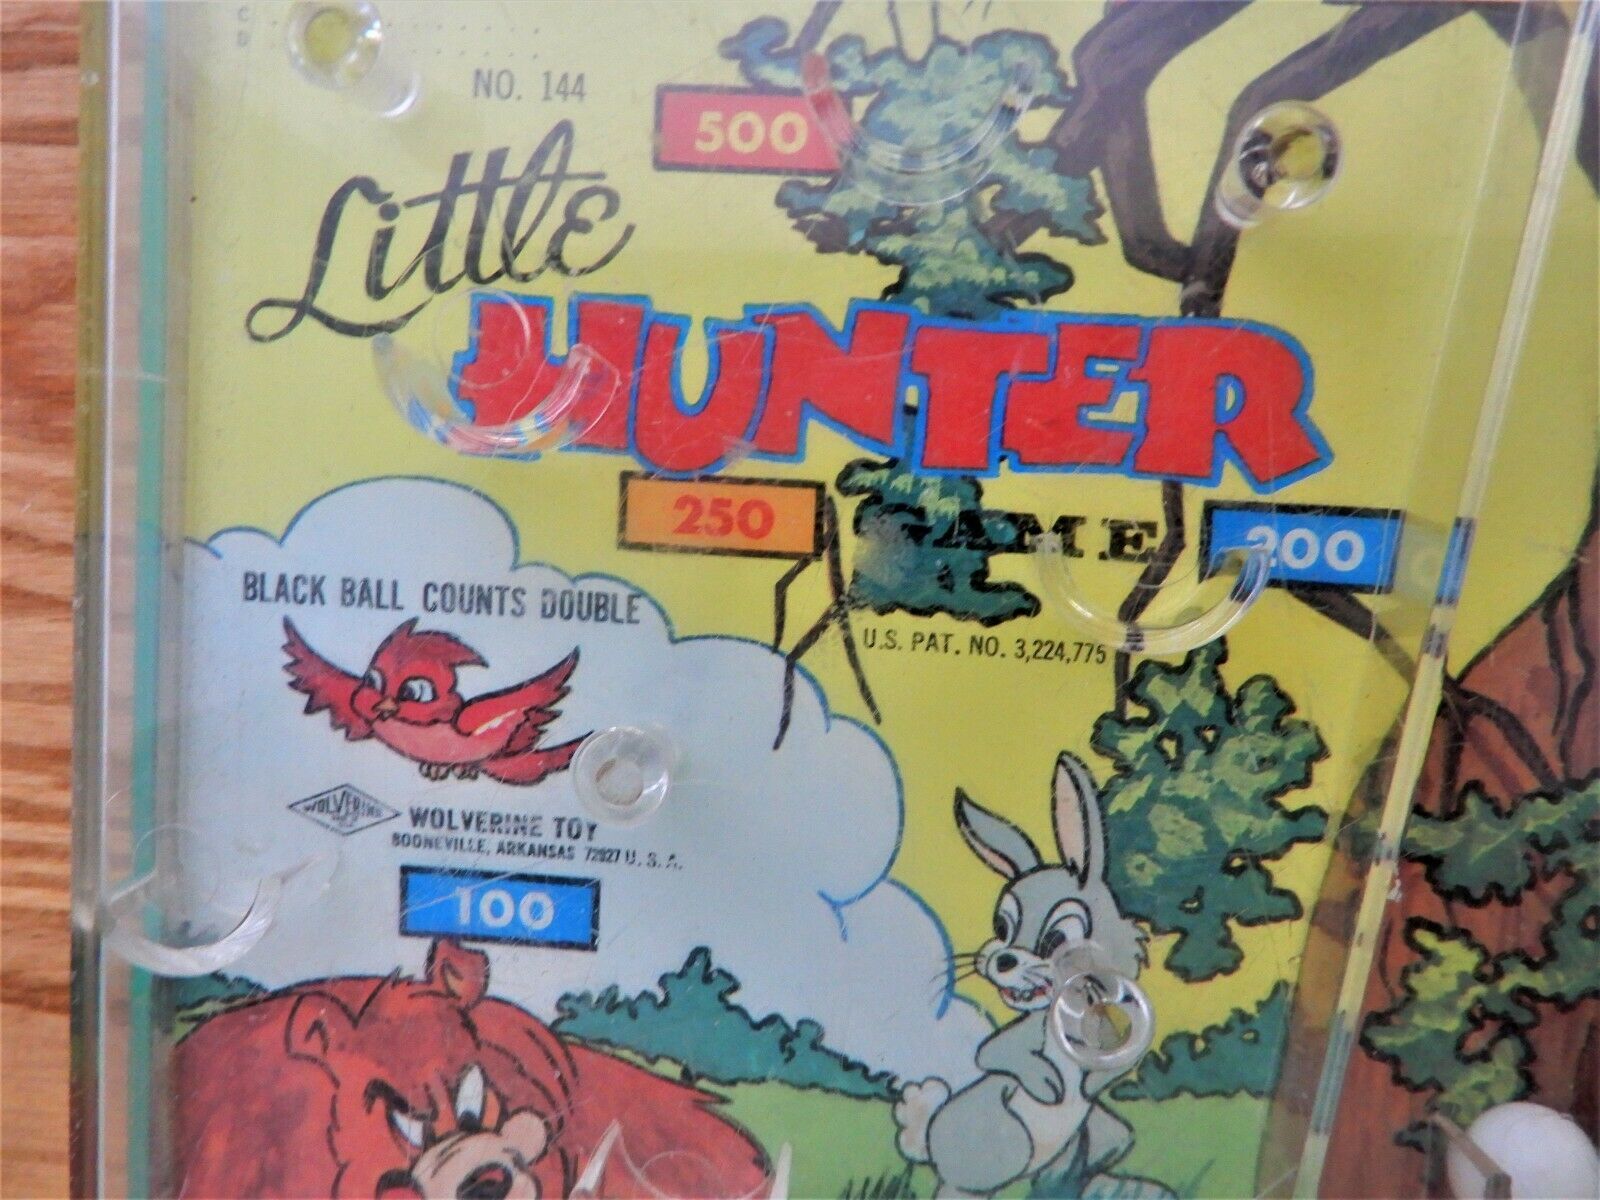 C
D
NO. 144
500
Little
HUNTER
250
GAME
200
BLACK BALL COUNTS DOUBLE
U.S. PAT. NO. 3,224,775
WOLVERINE
WOLVERINE TOY
BOONEVILLE, ARKANSAS 72927 U.S.A.
100